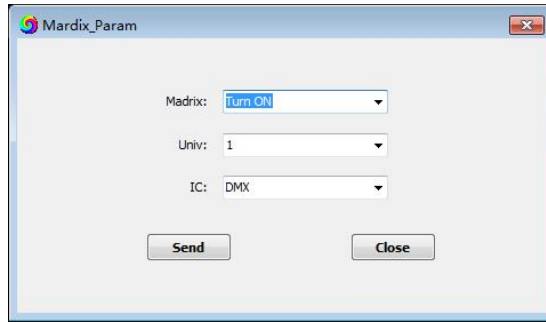 Mardix_Param
Madrix: Turn ON
Univ: 1
IC: DMX
Send Close